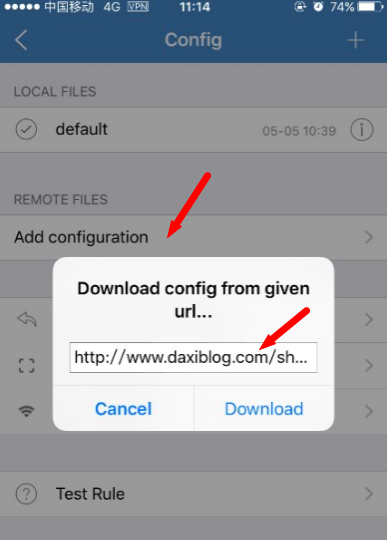 中国移动 4G VPN 11:14 74%
Config
LOCAL FILES
default 05-05 10:39
REMOTE FILES
Add configuration
Download config from given
url...
http://www.daxiblog.com/sh...
Cancel Download
Test Rule